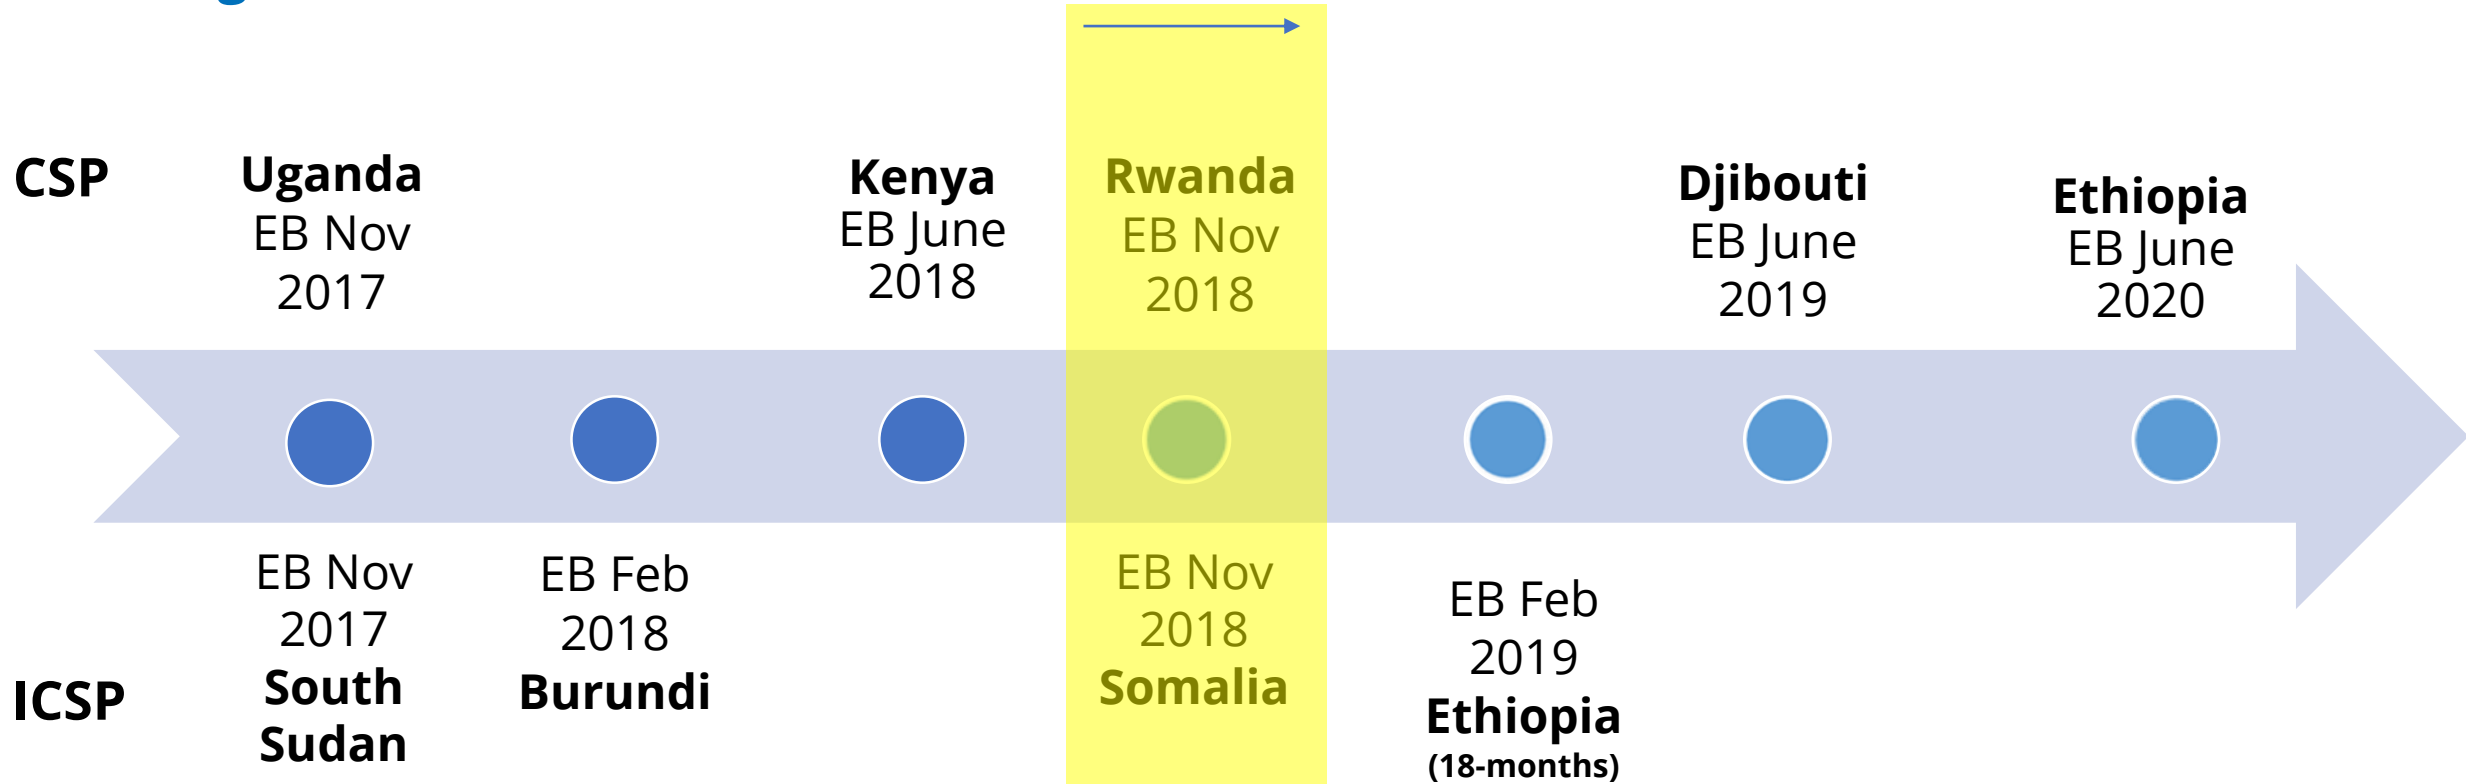 CSP
Uganda
EB Nov
2017
Kenya
EB June
2018
Rwanda
EB Nov
2018
Djibouti
EB June
2019
Ethiopia
EB June
2020
ICSP
EB Nov
2017
South
Sudan
EB Feb
2018
Burundi
EB Nov
2018
Somalia
EB Feb
2019
Ethiopia
(18-months)